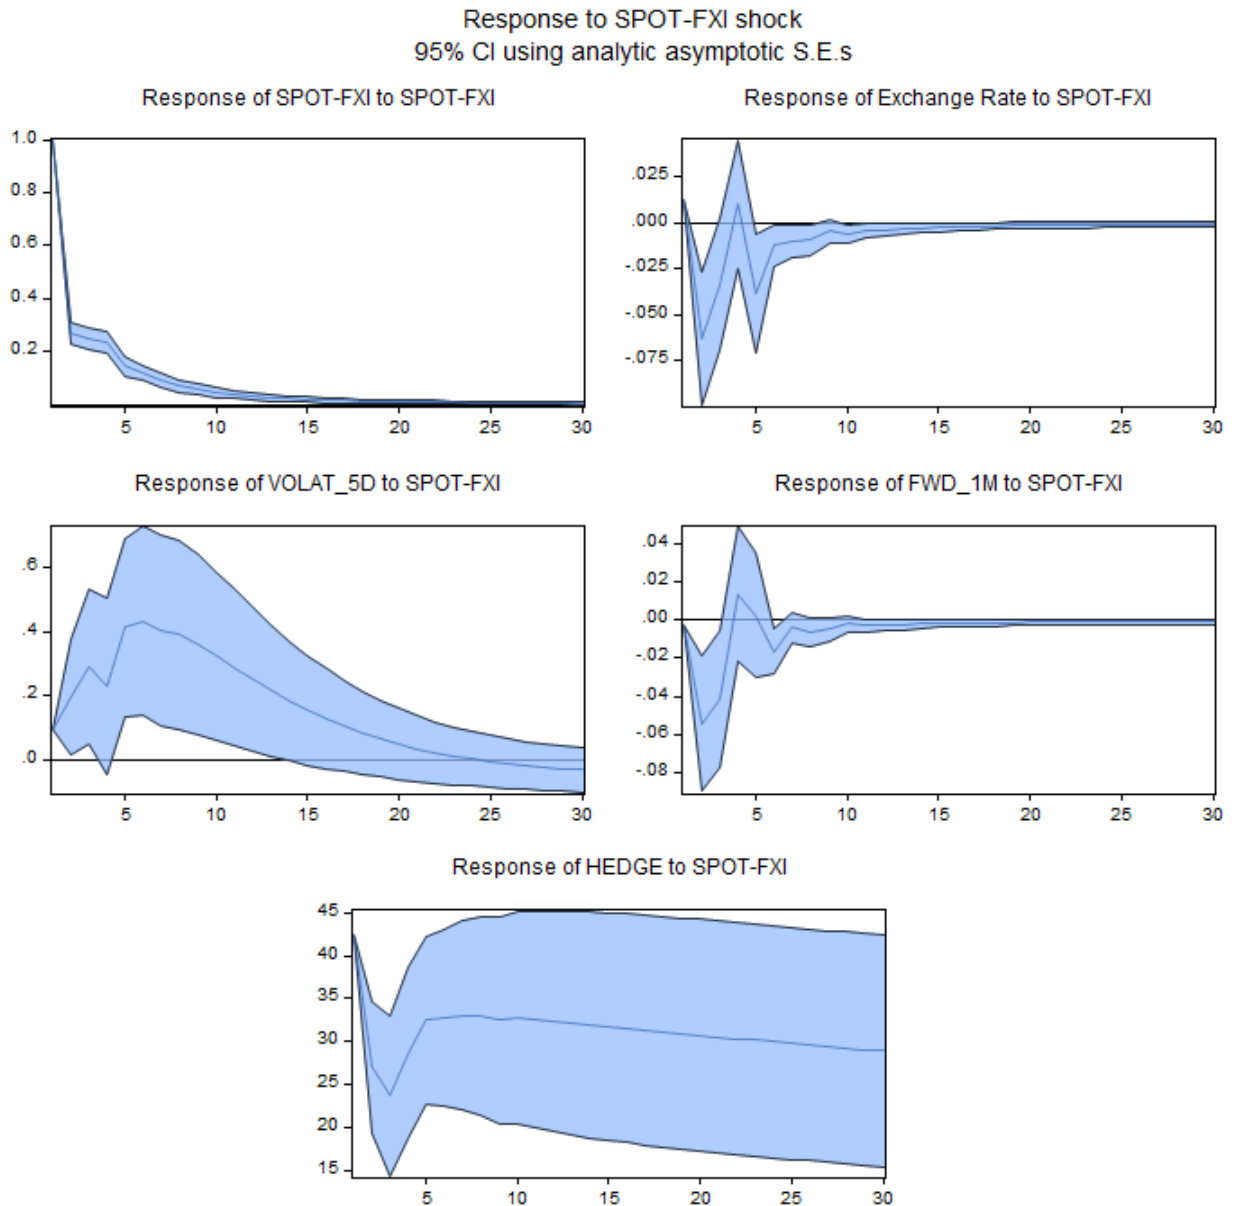 Response to SPOT-FXI shock
95% CI using analytic asymptotic S.E.s
Response of SPOT-FXI to SPOT-FXI
1.0
0.8
0.6
0.4
0.2
5 10 15 20 25 30
Response of Exchange Rate to SPOT-FXI
.025
.000
-.025
-.050
-.075
5 10 15 20 25 30
Response of VOLAT_5D to SPOT-FXI
.6
.4
.2
.0
5 10 15 20 25 30
Response of FWD_1M to SPOT-FXI
.04
.02
.00
-.02
-.04
-.06
-.08
5 10 15 20 25 30
Response of HEDGE to SPOT-FXI
45
40
35
30
25
20
15
5 10 15 20 25 30